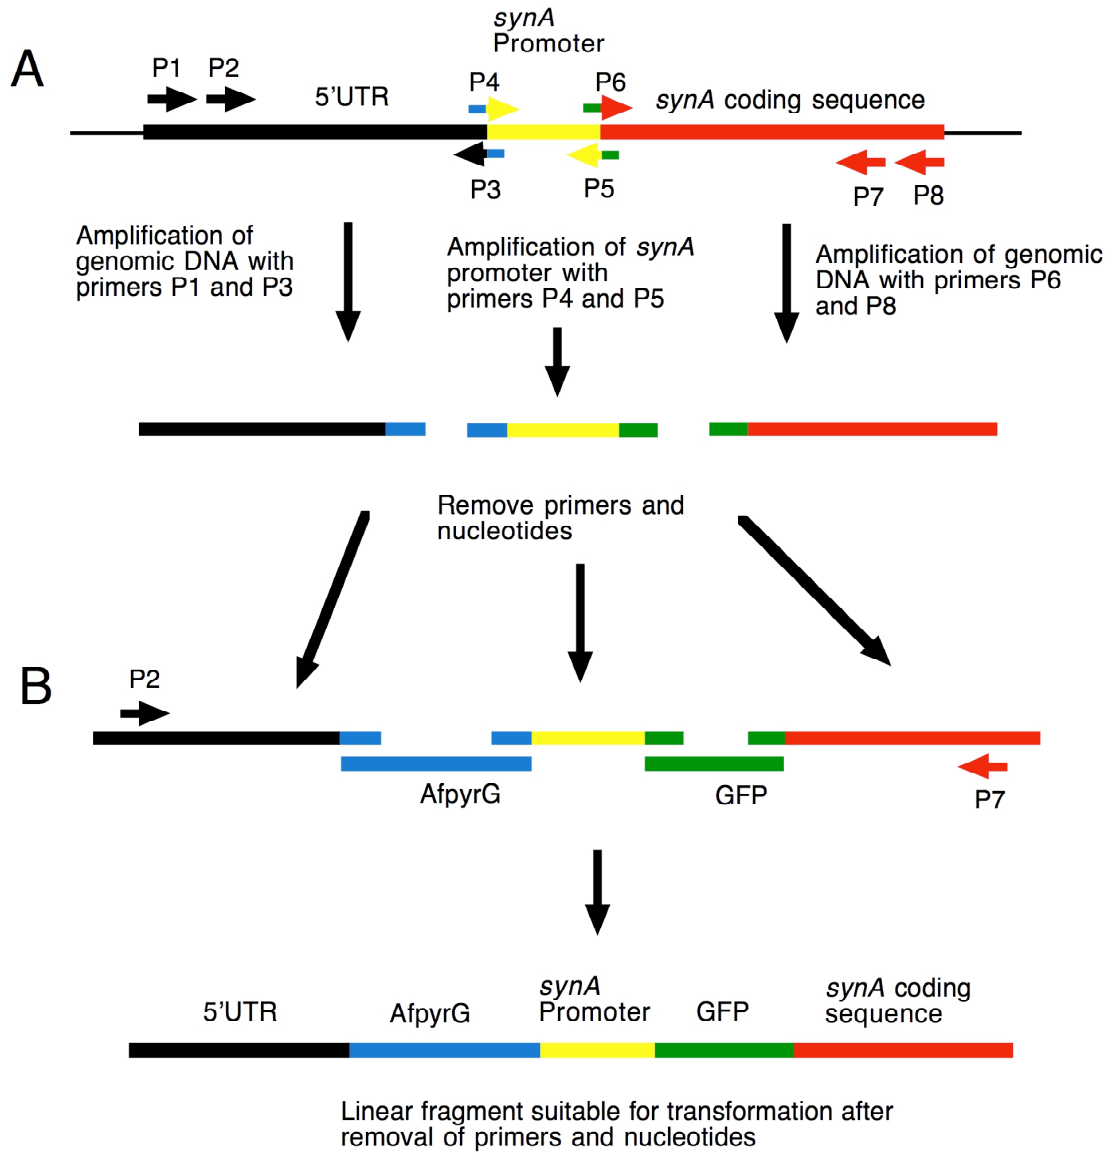 A
synA
Promoter
P1
P2
5'UTR
P4
P6
synA coding sequence
P3
P5
P7
P8
Amplification of
genomic DNA with
primers P1 and P3
Amplification of synA
promoter with
primers P4 and P5
Amplification of genomic
DNA with primers P6
and P8
Remove primers and
nucleotides
B
P2
AfpyrG
GFP
P7
5'UTR
AfpyrG
synA
Promoter
GFP
synA coding
sequence
Linear fragment suitable for transformation after
removal of primers and nucleotides